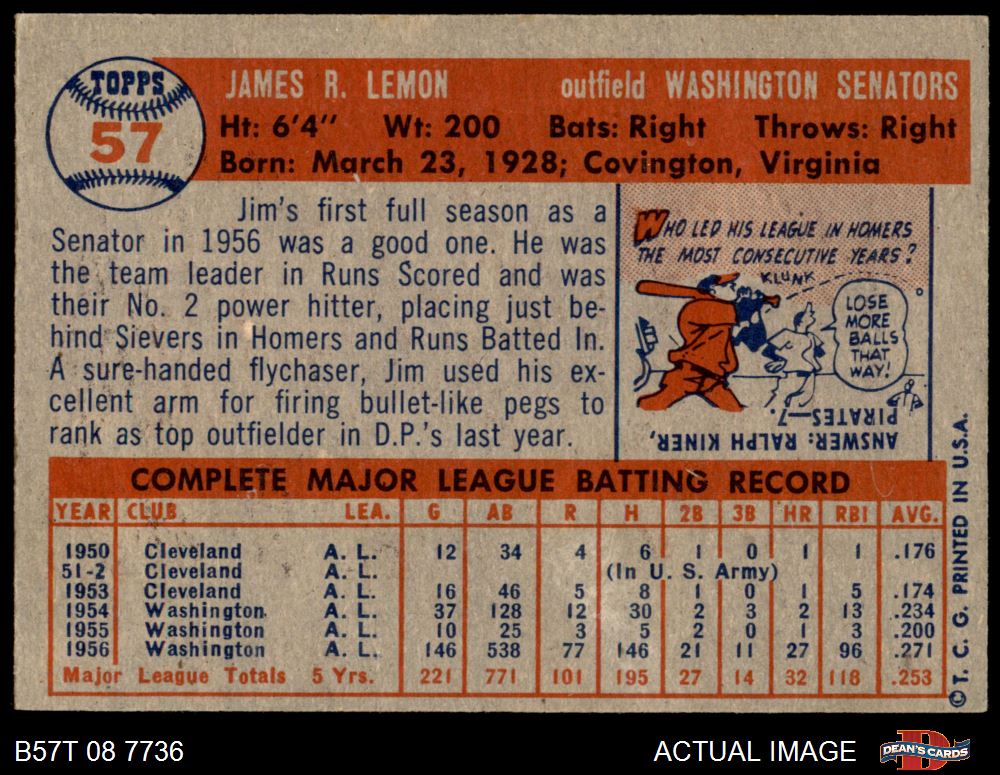 TOPPS
57
JAMES R. LEMON outfield WASHINGTON SENATORS
Ht: 6'4'' Wt: 200 Bats: Right Throws: Right
Born: March 23, 1928; Covington, Virginia
Jim's first full season as a
Senator in 1956 was a good one. He was
the team leader in Runs Scored and was
their No. 2 power hitter, placing just be-
hind Sievers in Homers and Runs Batted In.
A sure-handed flychaser, Jim used his ex-
cellent arm for firing bullet-like pegs to
rank as top outfielder in D.P.'s last year.
WHO LED HIS LEAGUE IN HOMERS
THE MOST CONSECUTIVE YEARS?
KLUNK
LOSE
MORE
BALLS
THAT
WAY!
ANSWER: RALPH KINER,
PIRATES—7
COMPLETE MAJOR LEAGUE BATTING RECORD
YEAR CLUB LEA. G AB R H 2B 3B HR RBI AVG.
1950 Cleveland A. L. 12 34 4 6 1 0 1 1 .176
51-2 Cleveland A. L. (In U. S. Army)
1953 Cleveland A. L. 16 46 5 8 1 0 1 5 .174
1954 Washington A. L. 37 128 12 30 2 3 2 13 .234
1955 Washington A. L. 10 25 3 5 2 0 1 3 .200
1956 Washington A. L. 146 538 77 146 21 11 27 96 .271
Major League Totals 5 Yrs. 221 771 101 195 27 14 32 118 .253
© T. C. G. PRINTED IN U.S.A.
B57T 08 7736 ACTUAL IMAGE DEAN'S CARDS